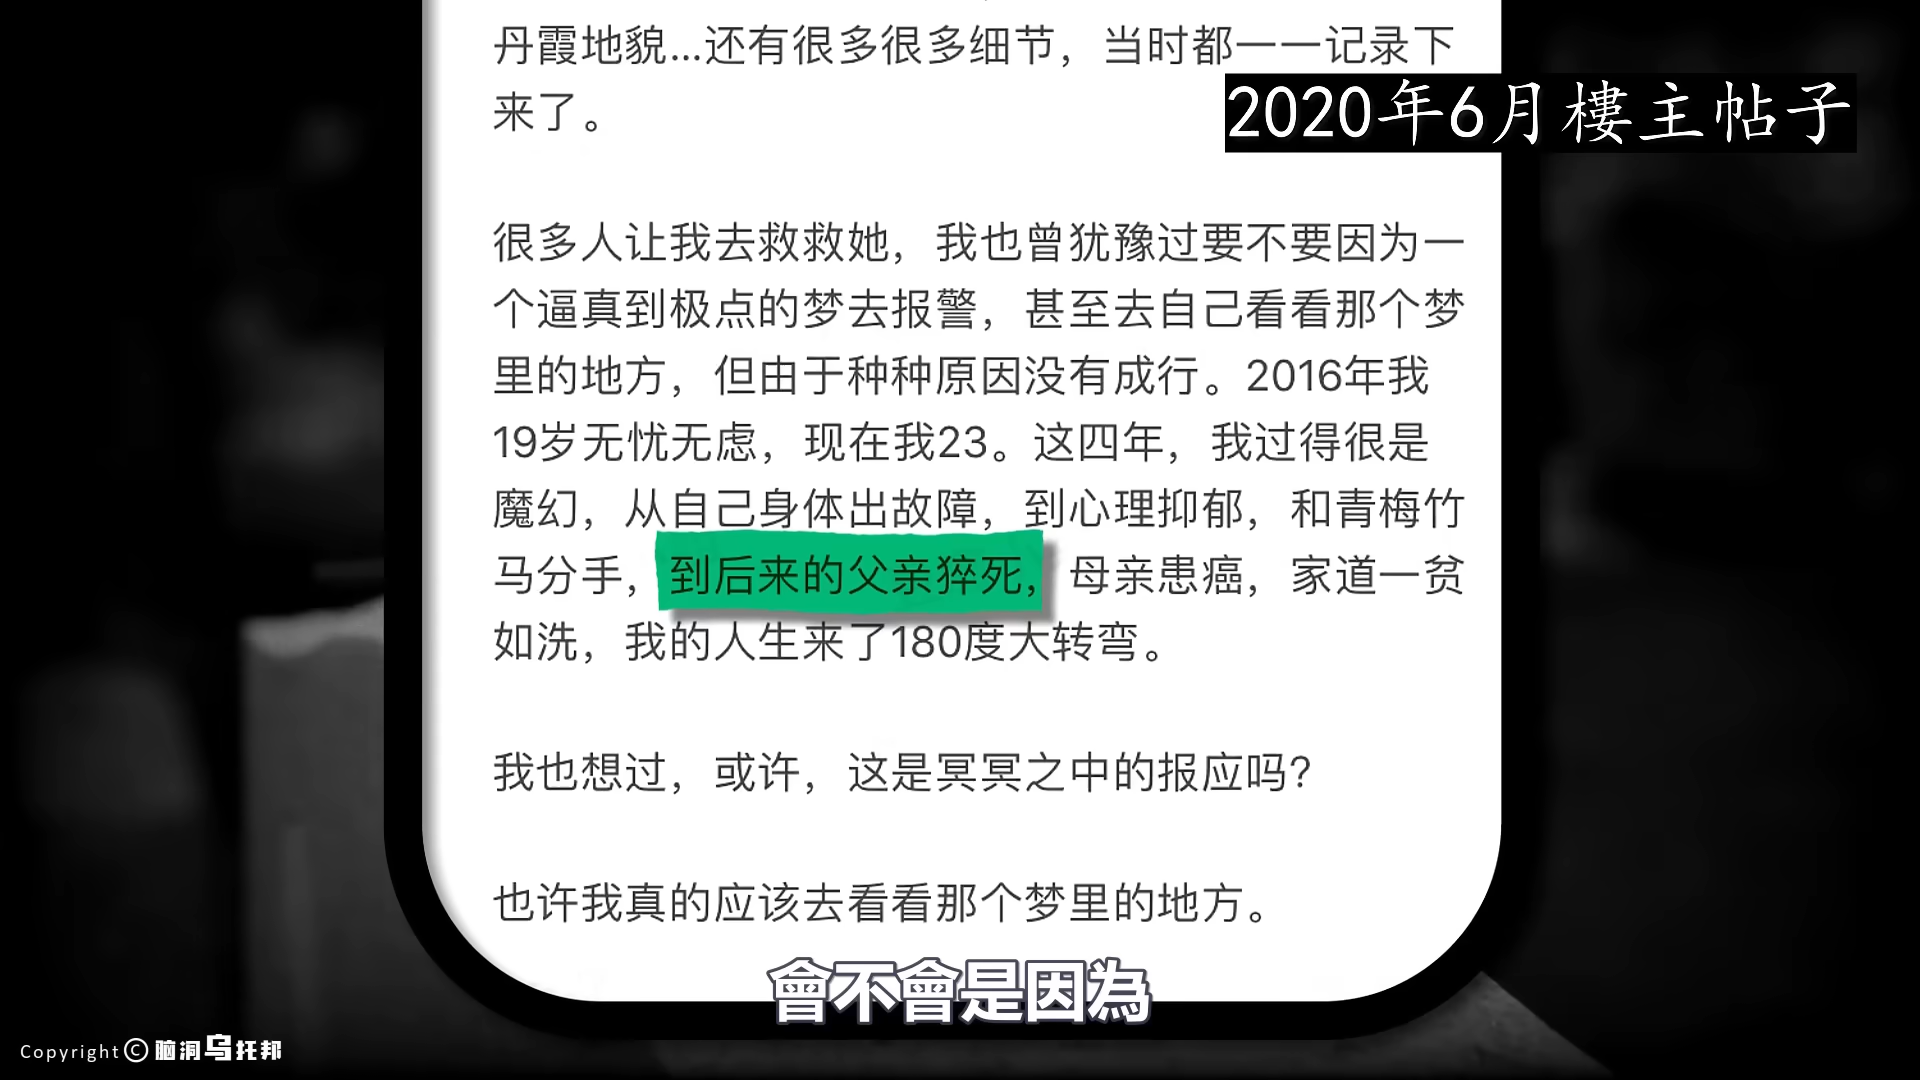 丹霞地貌...还有很多很多细节，当时都一一记录下
来了。
2020年6月樓主帖子
很多人让我去救救她，我也曾犹豫过要不要因为一
个逼真到极点的梦去报警，甚至去自己看看那个梦
里的地方，但由于种种原因没有成行。2016年我
19岁无忧无虑，现在我23。这四年，我过得很是
魔幻，从自己身体出故障，到心理抑郁，和青梅竹
马分手，到后来的父亲猝死，母亲患癌，家道一贫
如洗，我的人生来了180度大转弯。
我也想过，或许，这是冥冥之中的报应吗？
也许我真的应该去看看那个梦里的地方。
會不會是因為
Copyright © 脑洞乌托邦